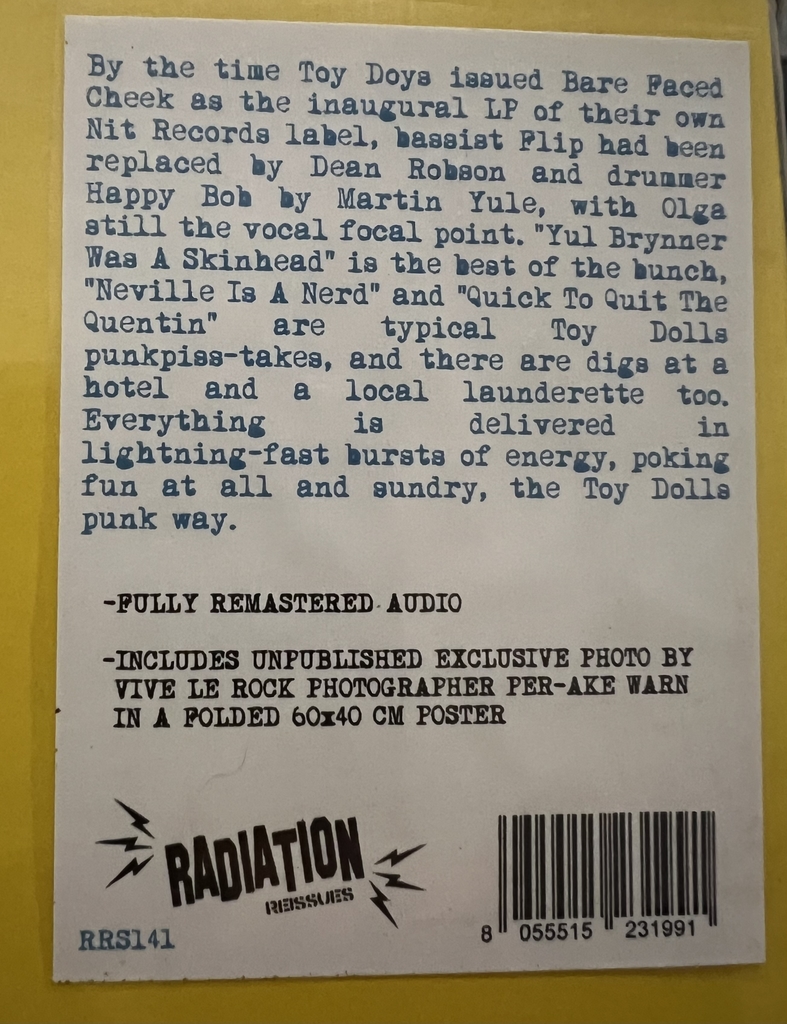 By the time Toy Doys issued Bare Faced
Cheek as the inaugural LP of their own
Nit Records label, bassist Flip had been
replaced by Dean Robson and drummer
Happy Bob by Martin Yule, with Olga
still the vocal focal point. "Yul Brynner
Was A Skinhead" is the best of the bunch,
"Neville Is A Nerd" and "Quick To Quit The
Quentin" are typical Toy Dolls
punkpiss-takes, and there are digs at a
hotel and a local launderette too.
Everything is delivered in
lightning-fast bursts of energy, poking
fun at all and sundry, the Toy Dolls
punk way.
-FULLY REMASTERED AUDIO
-INCLUDES UNPUBLISHED EXCLUSIVE PHOTO BY
VIVE LE ROCK PHOTOGRAPHER PER-AKE WARN
IN A FOLDED 60x40 CM POSTER
RADIATION
REISSUES
RRS141
8 055515 231991